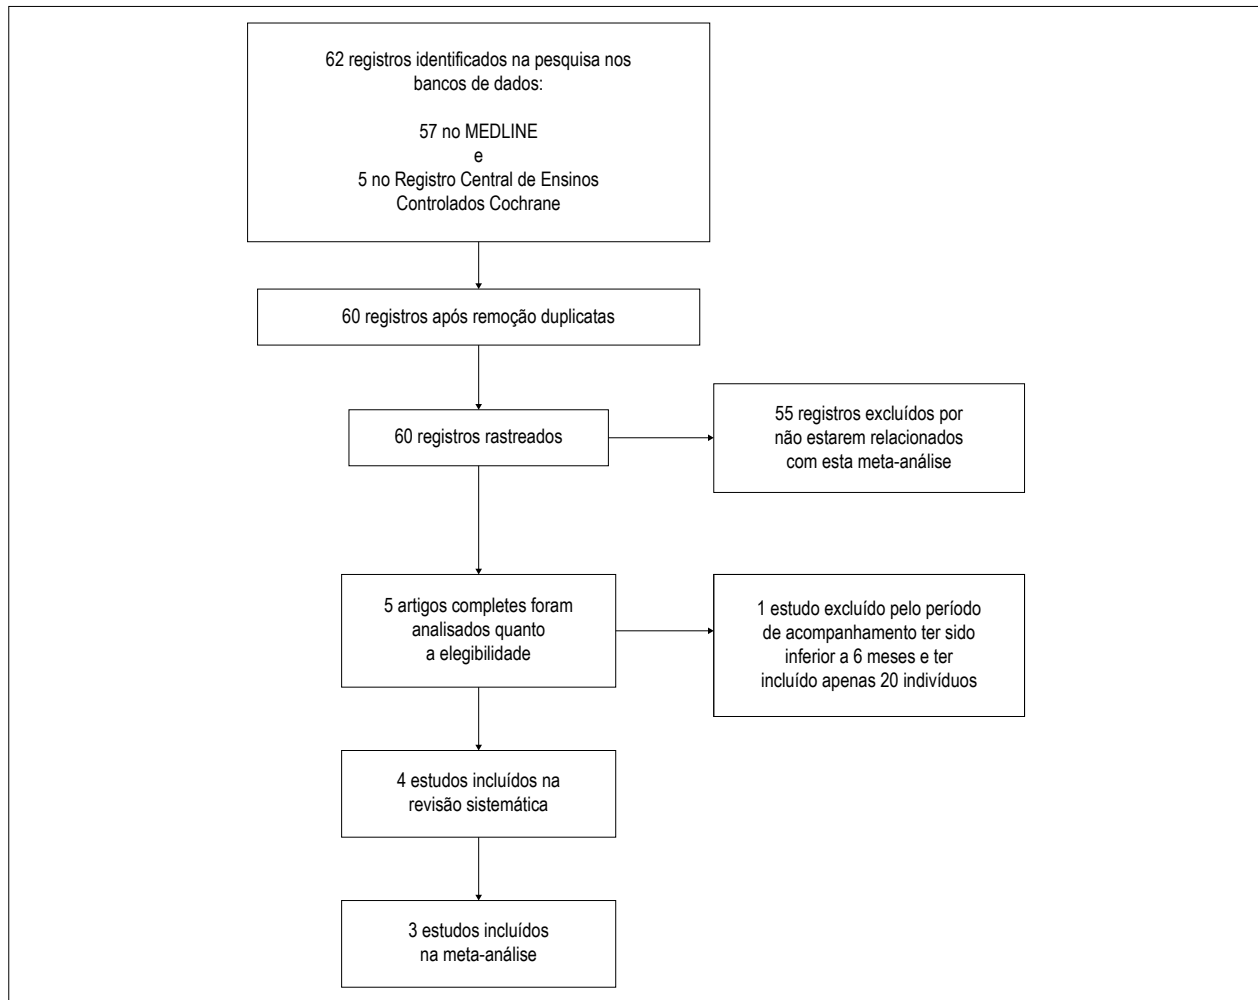 62 registros identificados na pesquisa nos
bancos de dados:
57 no MEDLINE
e
5 no Registro Central de Ensinos
Controlados Cochrane
60 registros após remoção duplicatas
60 registros rastreados
55 registros excluídos por
não estarem relacionados
com esta meta-análise
5 artigos completes foram
analisados quanto
a elegibilidade
1 estudo excluído pelo período
de acompanhamento ter sido
inferior a 6 meses e ter
incluído apenas 20 indivíduos
4 estudos incluídos na
revisão sistemática
3 estudos incluídos
na meta-análise